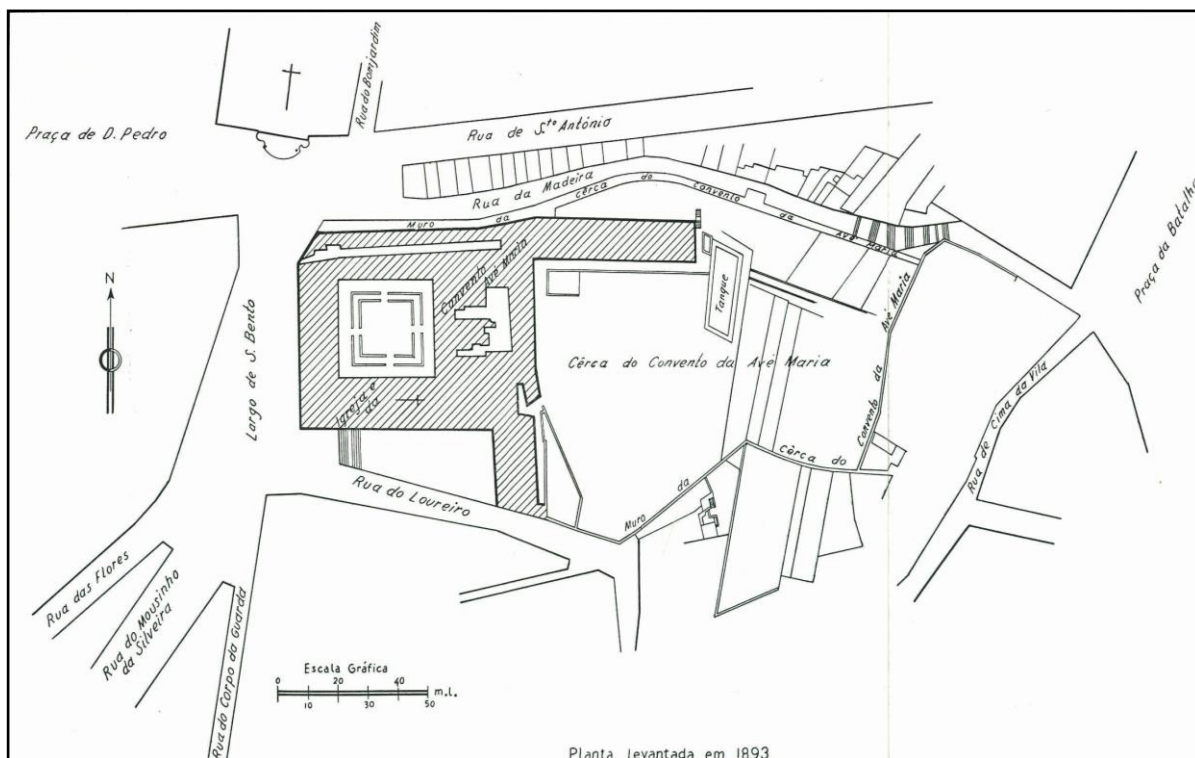 Praça de D. Pedro
Rua do Bomjardim
Rua de S.to António
Rua da Madeira
Muro da Cêrca do Convento da Avé Maria
Praça da Batalha
N
Largo de S. Bento
Igreja e Convento
da Avé Maria
Tanque
Cêrca do Convento da Avé Maria
Muro da Cêrca do Convento da Avé Maria
Rua de Cima da Vila
Rua do Loureiro
Rua das Flores
Rua do Mousinho
da Silveira
Rua do Corpo da Guarda
Escala Gráfica
0 20 40
10 30 50 m.l.
Planta levantada em 1893